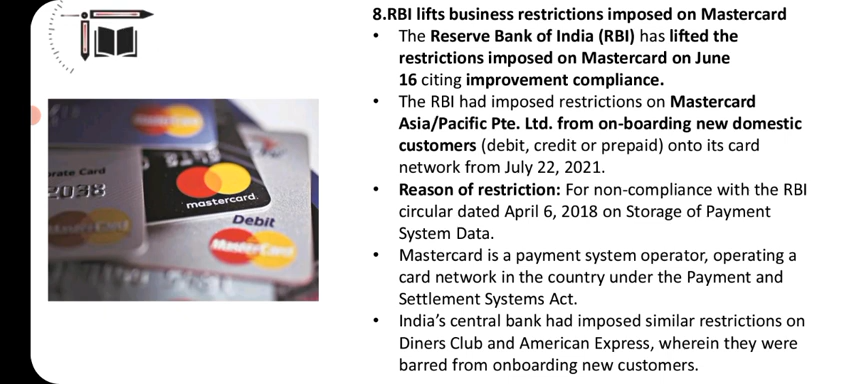 8.RBI lifts business restrictions imposed on Mastercard
• The Reserve Bank of India (RBI) has lifted the
restrictions imposed on Mastercard on June
16 citing improvement compliance.
• The RBI had imposed restrictions on Mastercard
Asia/Pacific Pte. Ltd. from on-boarding new domestic
customers (debit, credit or prepaid) onto its card
network from July 22, 2021.
• Reason of restriction: For non-compliance with the RBI
circular dated April 6, 2018 on Storage of Payment
System Data.
• Mastercard is a payment system operator, operating a
card network in the country under the Payment and
Settlement Systems Act.
• India’s central bank had imposed similar restrictions on
Diners Club and American Express, wherein they were
barred from onboarding new customers.
MasterCard
rate Card
2038
mastercard.
Debit
MasterCard
MasterCard